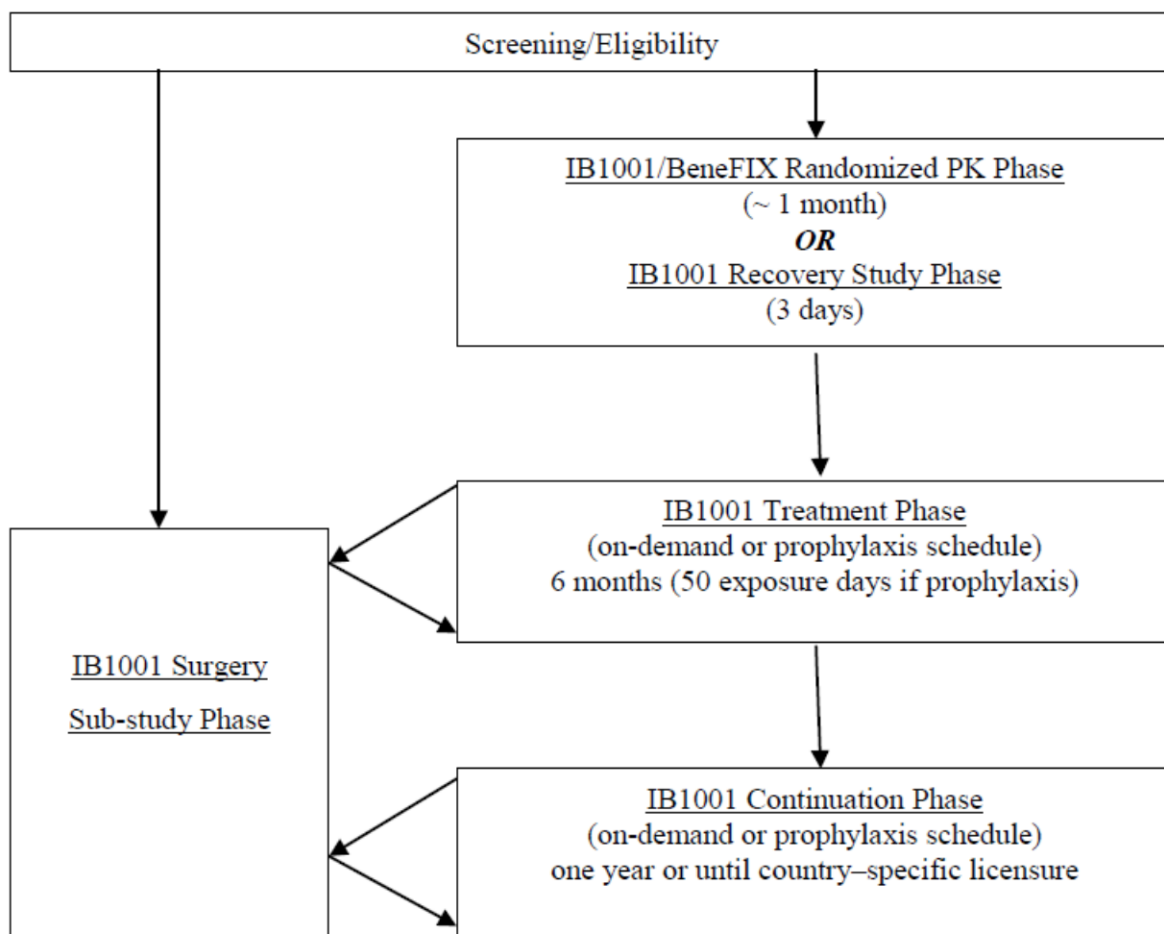 Screening/Eligibility
IB1001/BeneFIX Randomized PK Phase
(~ 1 month)
OR
IB1001 Recovery Study Phase
(3 days)
IB1001 Treatment Phase
(on-demand or prophylaxis schedule)
6 months (50 exposure days if prophylaxis)
IB1001 Surgery
Sub-study Phase
IB1001 Continuation Phase
(on-demand or prophylaxis schedule)
one year or until country–specific licensure